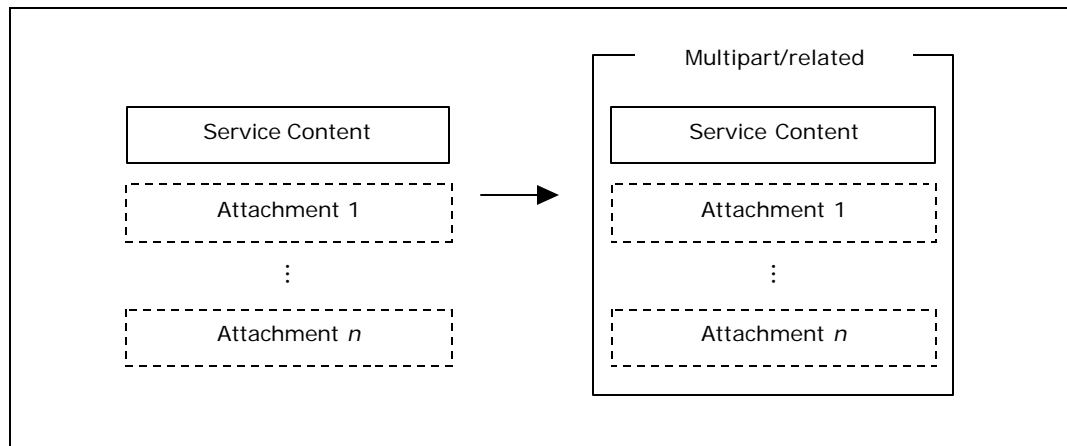 Multipart/related
Service Content
Attachment 1
⋮
Attachment n
Service Content
Attachment 1
⋮
Attachment n